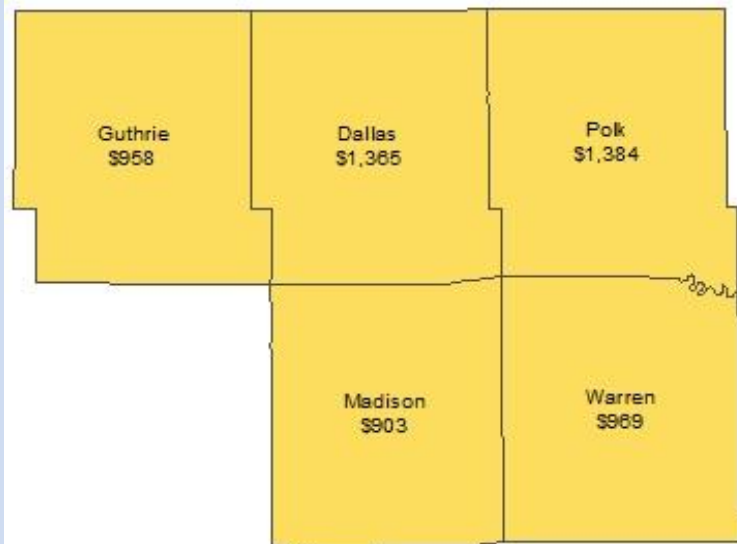 Guthrie
$958
Dallas
$1,365
Polk
$1,384
Madison
$903
Warren
$969